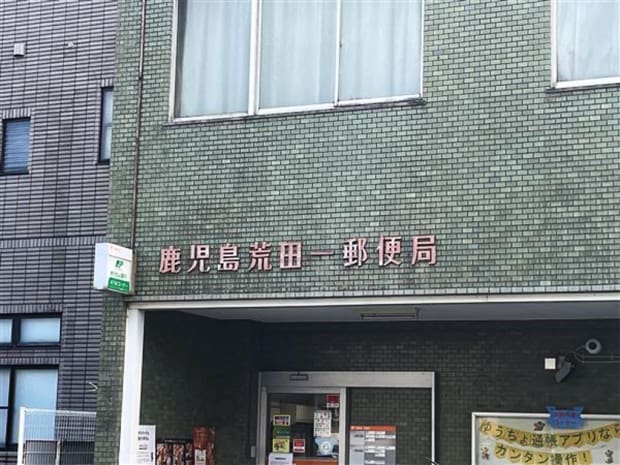 鹿児島荒田一郵便局
ゆうちょ通帳アプリなら
カンタン操作！